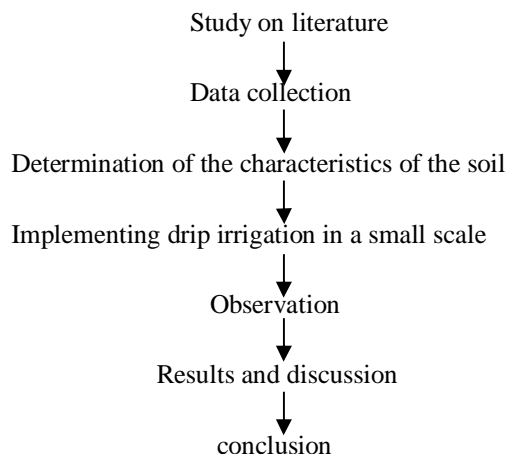 Study on literature
Data collection
Determination of the characteristics of the soil
Implementing drip irrigation in a small scale
Observation
Results and discussion
conclusion